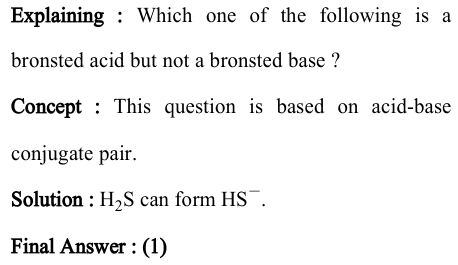 Explaining : Which one of the following is a
bronsted acid but not a bronsted base ?
Concept : This question is based on acid-base
conjugate pair.
Solution : H₂S can form HS⁻.
Final Answer : (1)